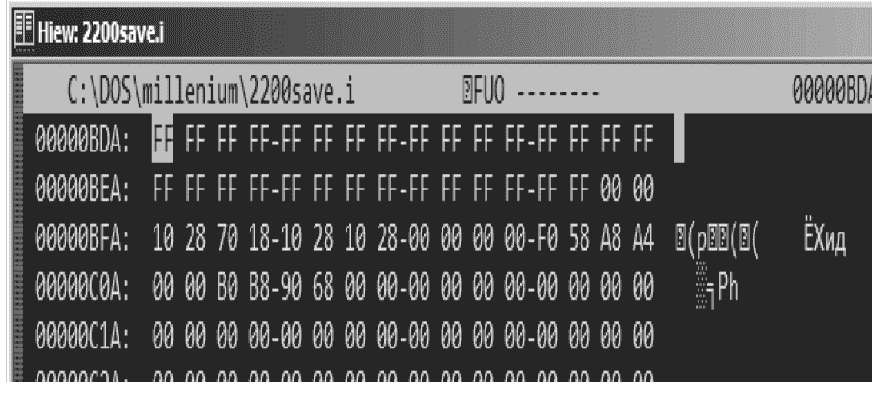 Hiew: 2200save.i
C:\DOS\millenium\2200save.i FUO -------- 00000BDA
00000BDA: FF FF FF FF-FF FF FF FF-FF FF FF FF-FF FF FF FF
00000BEA: FF FF FF FF-FF FF FF FF-FF FF FF FF-FF FF 00 00
00000BFA: 10 28 70 18-10 28 10 28-00 00 00 00-F0 58 A8 A4 (p(( ЁXид
00000C0A: 00 00 B0 B8-90 68 00 00-00 00 00 00-00 00 00 00 ░╕Рh
00000C1A: 00 00 00 00-00 00 00 00-00 00 00 00-00 00 00 00